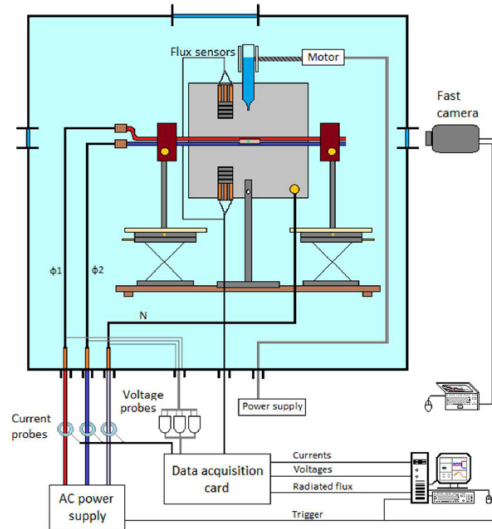 Flux sensors
Motor
Fast
camera
ϕ1
ϕ2
N
Voltage
probes
Power supply
Current
probes
Data acquisition
card
Currents
Voltages
Radiated flux
AC power
supply
Trigger